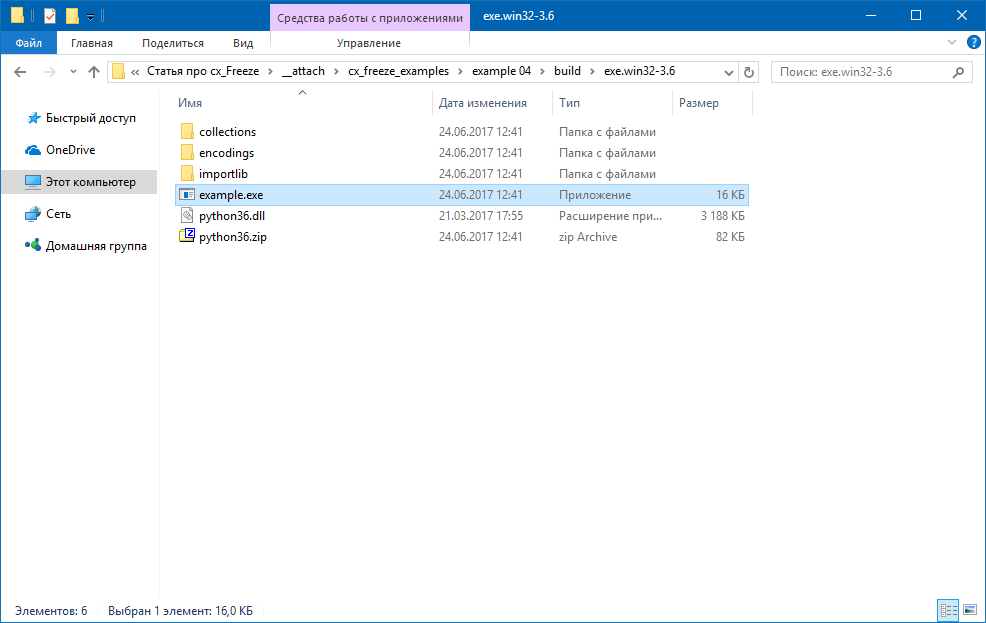 Средства работы с приложениями exe.win32-3.6
Файл Главная Поделиться Вид Управление ?
« Статья про cx_Freeze > __attach > cx_freeze_examples > example 04 > build > exe.win32-3.6 Поиск: exe.win32-3.6
Имя Дата изменения Тип Размер
Быстрый доступ
OneDrive
Этот компьютер
Сеть
Домашняя группа
collections 24.06.2017 12:41 Папка с файлами
encodings 24.06.2017 12:41 Папка с файлами
importlib 24.06.2017 12:41 Папка с файлами
example.exe 24.06.2017 12:41 Приложение 16 КБ
python36.dll 21.03.2017 17:55 Расширение при... 3 188 КБ
python36.zip 24.06.2017 12:41 zip Archive 82 КБ
Элементов: 6 Выбран 1 элемент: 16,0 КБ